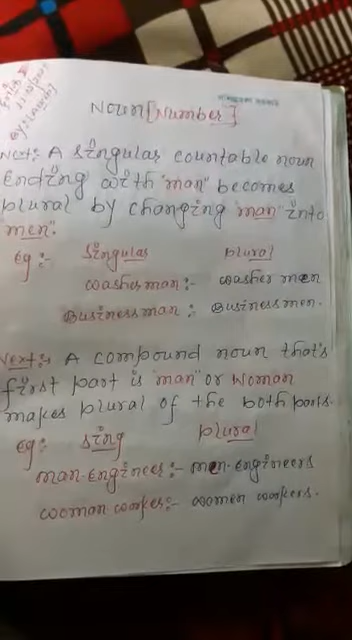 Noun [Number]
Next:- A singular countable noun
ending with "man" becomes
plural by changing "man" into
"men".
eg :- singular plural
washer man :- washer men
Businessman :- Businessmen.
Next:- A compound noun that's
first part is "man" or woman
makes plural of the both parts.
eg :- sing plural
man-engineer :- men-engineers
woman-worker :- women workers.